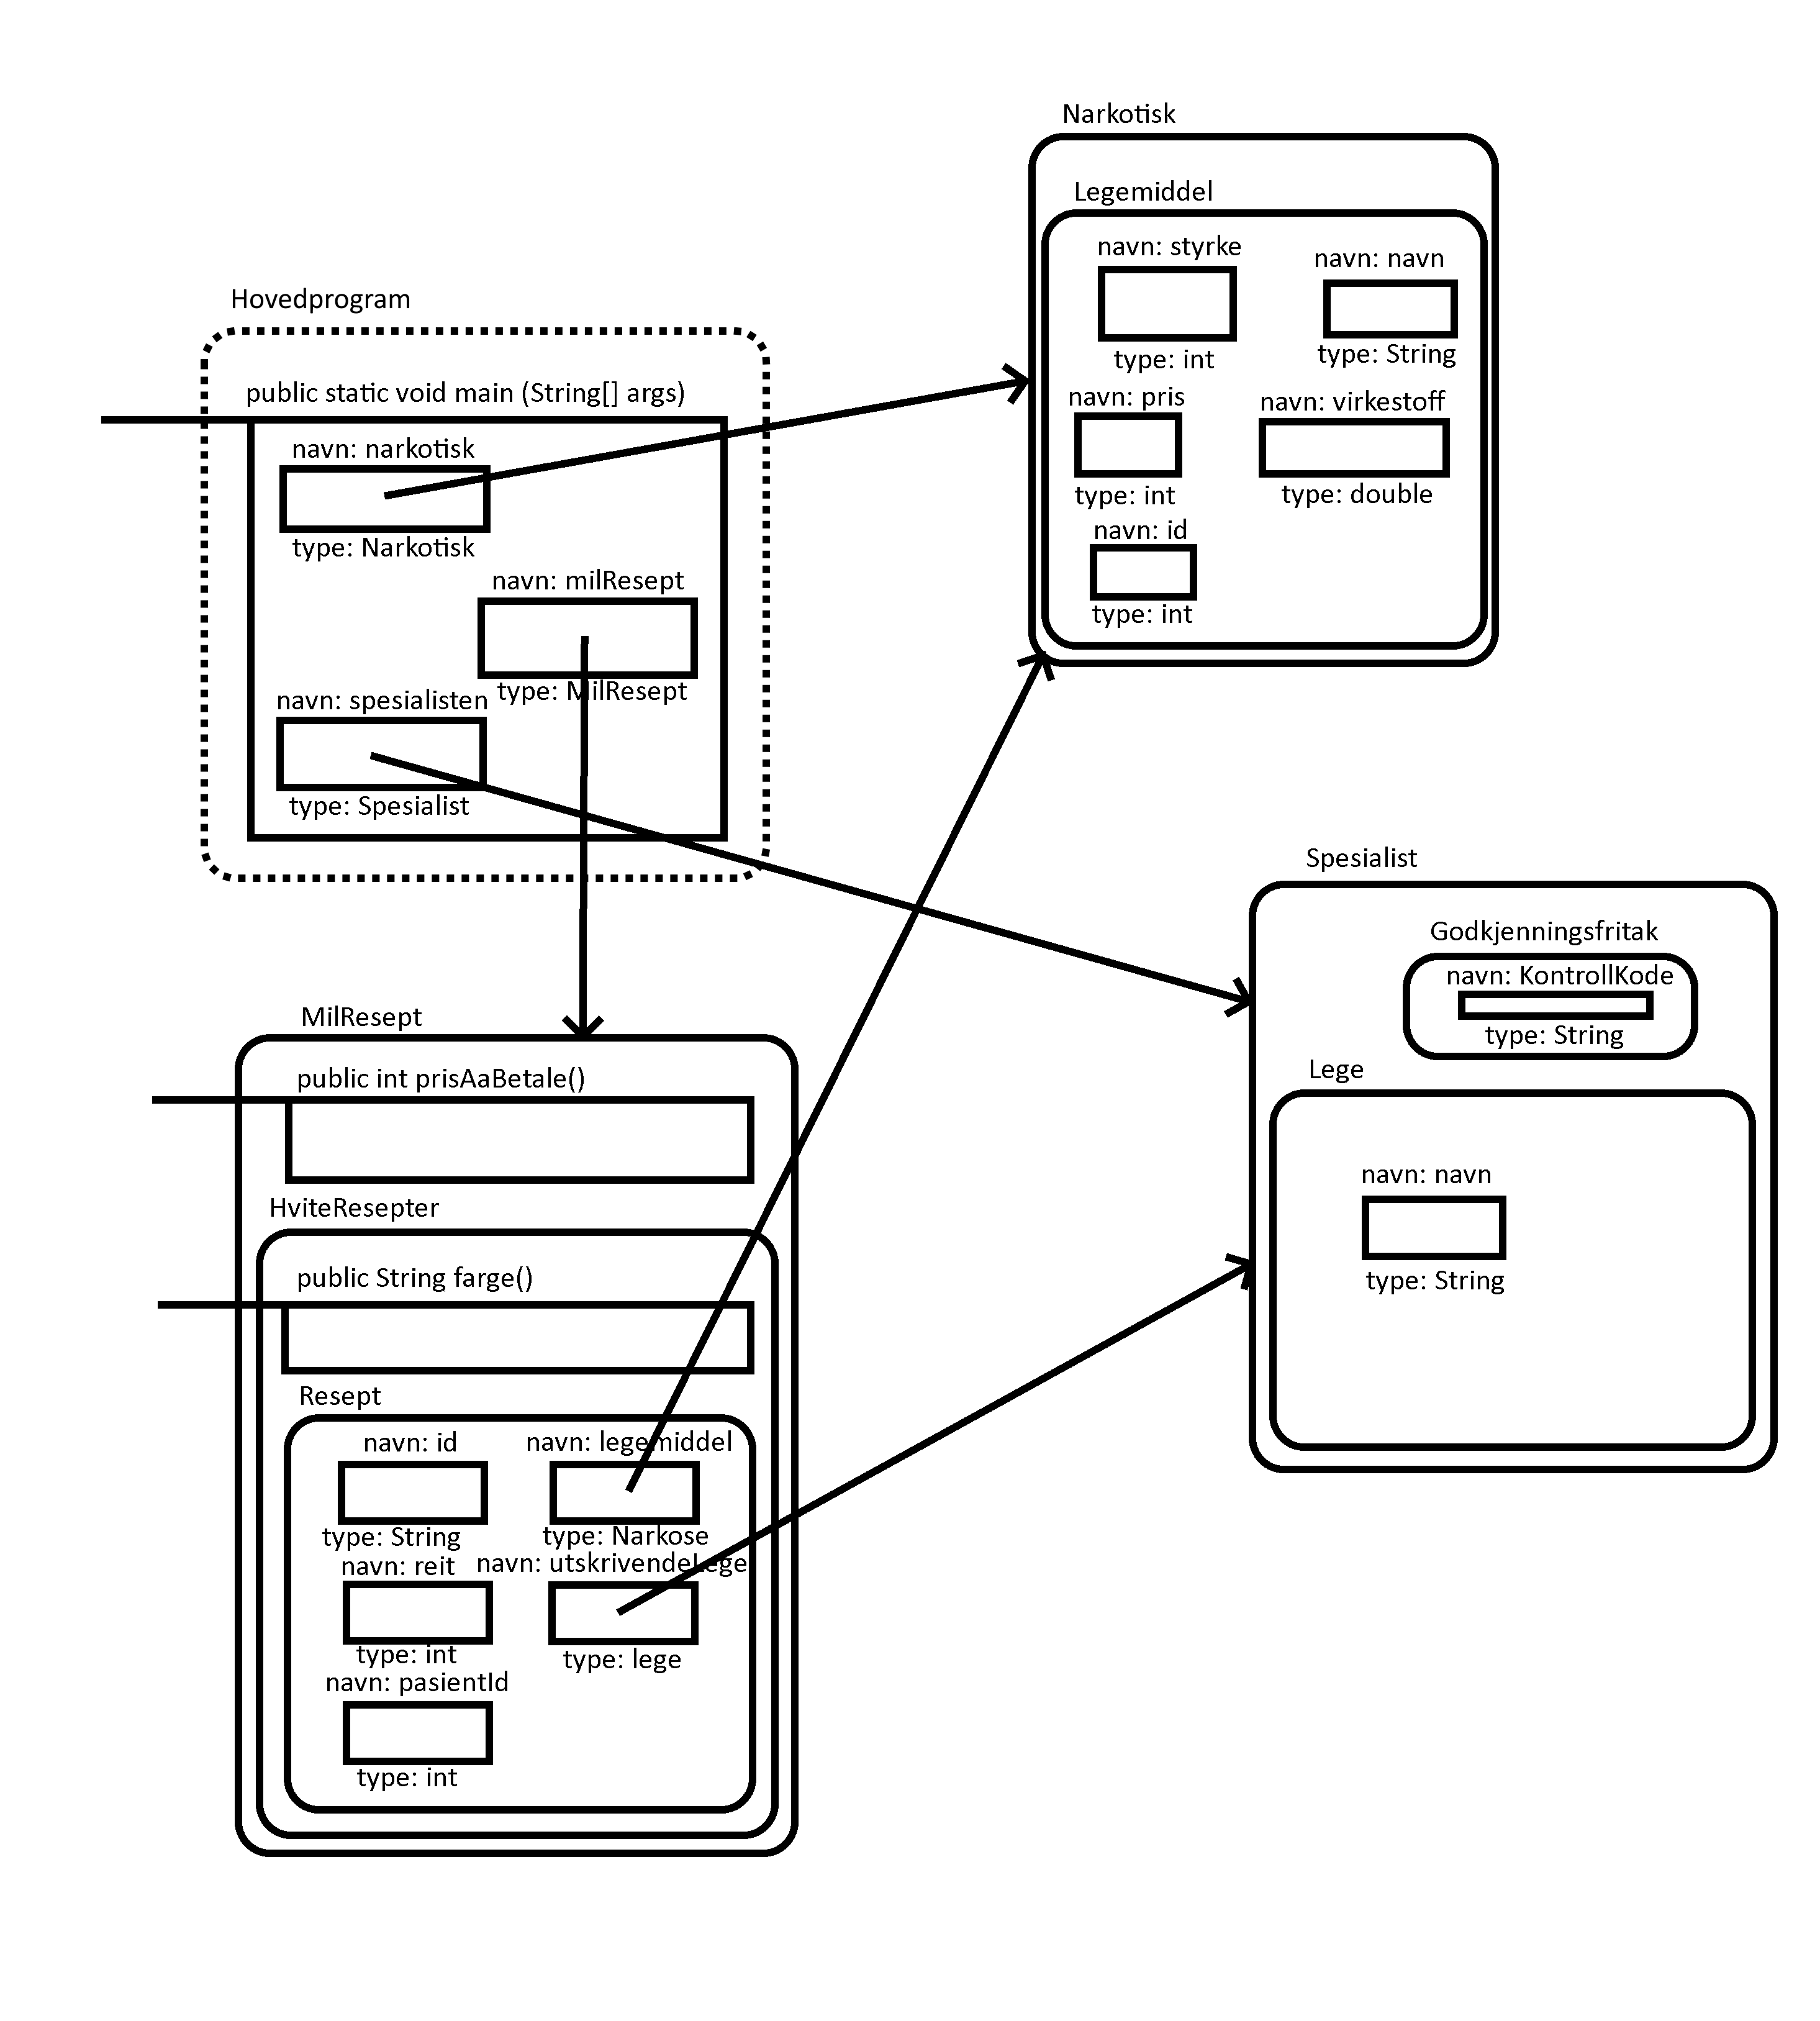 Hovedprogram
public static void main (String[] args)
navn: narkotisk
type: Narkotisk
navn: milResept
type: MilResept
navn: spesialisten
type: Spesialist
Narkotisk
Legemiddel
navn: styrke
type: int
navn: navn
type: String
navn: pris
type: int
navn: virkestoff
type: double
navn: id
type: int
Spesialist
Godkjenningsfritak
navn: KontrollKode
type: String
Lege
navn: navn
type: String
MilResept
public int prisAaBetale()
HviteResepter
public String farge()
Resept
navn: id
type: String
navn: legemiddel
type: Narkose
navn: reit
type: int
navn: utskrivendeLege
type: lege
navn: pasientId
type: int